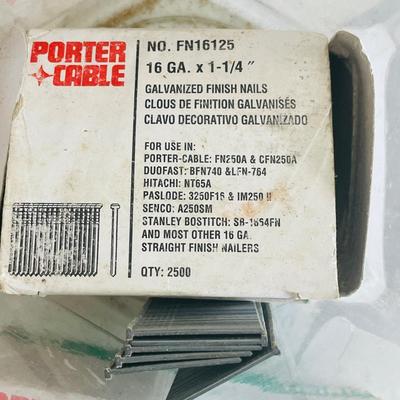 PORTER
CABLE
NO. FN16125
16 GA. x 1-1/4"
GALVANIZED FINISH NAILS
CLOUS DE FINITION GALVANISÉS
CLAVO DECORATIVO GALVANIZADO
FOR USE IN:
PORTER-CABLE: FN250A & CFN250A
DUOFAST: BFN740 & LFN-764
HITACHI: NT65A
PASLODE: 3250F16 & IM250 II
SENCO: A250SM
STANLEY BOSTITCH: SB-1664FN
AND MOST OTHER 16 GA.
STRAIGHT FINISH NAILERS
QTY: 2500